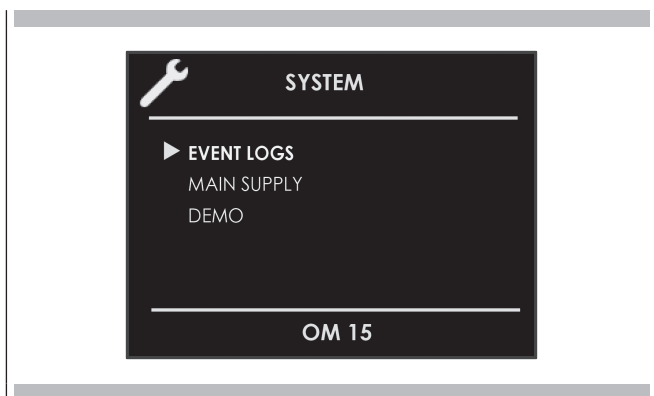 SYSTEM
EVENT LOGS
MAIN SUPPLY
DEMO
OM 15